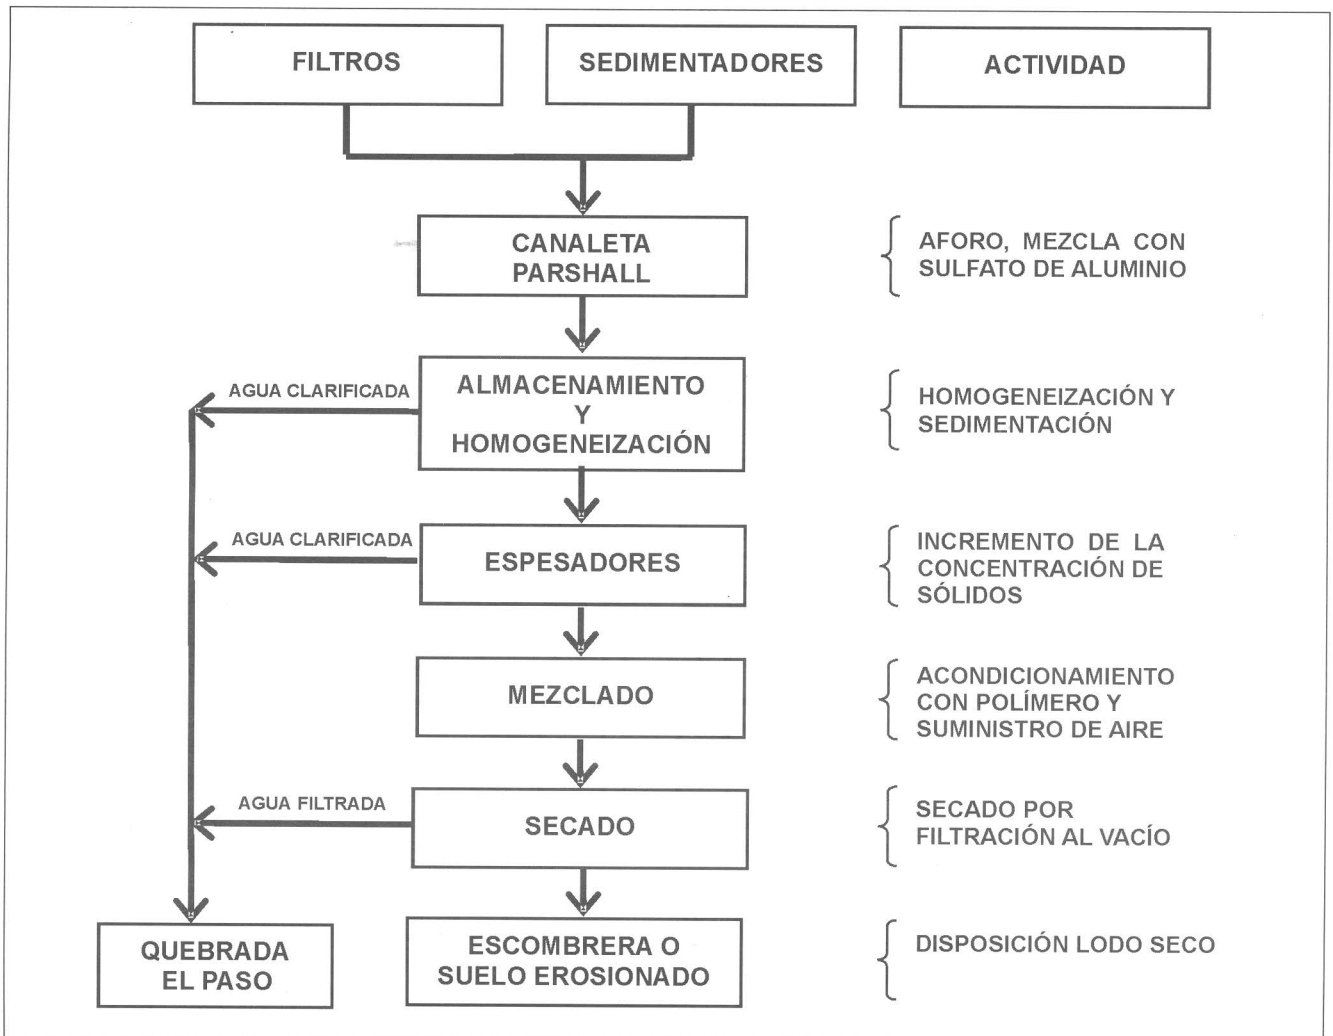 FILTROS
SEDIMENTADORES
ACTIVIDAD
CANALETA
PARSHALL
AFORO, MEZCLA CON
SULFATO DE ALUMINIO
AGUA CLARIFICADA
ALMACENAMIENTO
Y
HOMOGENEIZACIÓN
HOMOGENEIZACIÓN Y
SEDIMENTACIÓN
AGUA CLARIFICADA
ESPESADORES
INCREMENTO DE LA
CONCENTRACIÓN DE
SÓLIDOS
MEZCLADO
ACONDICIONAMIENTO
CON POLÍMERO Y
SUMINISTRO DE AIRE
AGUA FILTRADA
SECADO
SECADO POR
FILTRACIÓN AL VACÍO
QUEBRADA
EL PASO
ESCOMBRERA O
SUELO EROSIONADO
DISPOSICIÓN LODO SECO